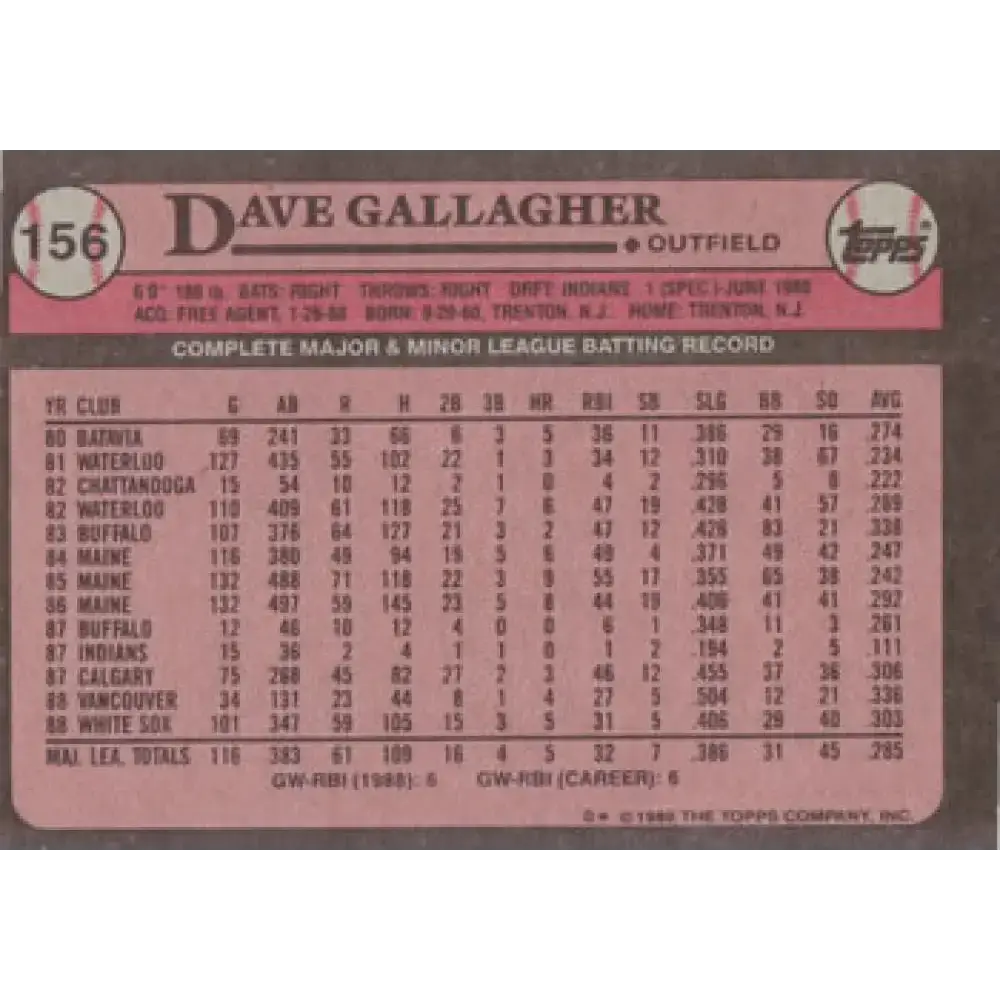 156
DAVE GALLAGHER
OUTFIELD
topps®
6'0" 180 lb. BATS: RIGHT THROWS: RIGHT DRFT: INDIANS 1 (SPEC)-JUNE 1980
ACQ: FREE AGENT, BORN: TRENTON, N.J. HOME: TRENTON, N.J.
COMPLETE MAJOR & MINOR LEAGUE BATTING RECORD
YR CLUB G AB R H 2B 3B HR RBI SB SLG BB SO AVG
80 BATAVIA 69 241 33 66 6 3 5 36 11 .386 29 16 .274
81 WATERLOO 127 435 55 102 22 1 3 34 12 .310 38 67 .234
82 CHATTANOOGA 15 54 10 12 2 1 0 4 2 .296 5 8 .222
82 WATERLOO 110 409 61 118 25 7 6 47 19 .428 41 57 .289
83 BUFFALO 107 376 64 127 21 3 2 47 12 .426 83 21 .338
84 MAINE 116 380 49 94 19 5 6 49 4 .371 49 42 .247
85 MAINE 132 488 71 118 22 3 9 55 17 .355 65 38 .242
86 MAINE 132 497 59 145 23 5 8 44 19 .406 41 41 .292
87 BUFFALO 12 46 10 12 4 0 0 6 1 .348 11 3 .261
87 INDIANS 15 36 2 4 1 1 0 1 2 .194 2 5 .111
87 CALGARY 75 268 45 82 27 2 3 46 12 .455 37 36 .306
88 VANCOUVER 34 131 23 44 8 1 4 27 5 .504 12 21 .336
88 WHITE SOX 101 347 59 105 15 3 5 31 5 .406 29 40 .303
MAJ. LEA. TOTALS 116 383 61 109 16 4 5 32 7 .386 31 45 .285
GW-RBI (1988): 6 GW-RBI (CAREER): 6
D* © 1989 THE TOPPS COMPANY, INC.